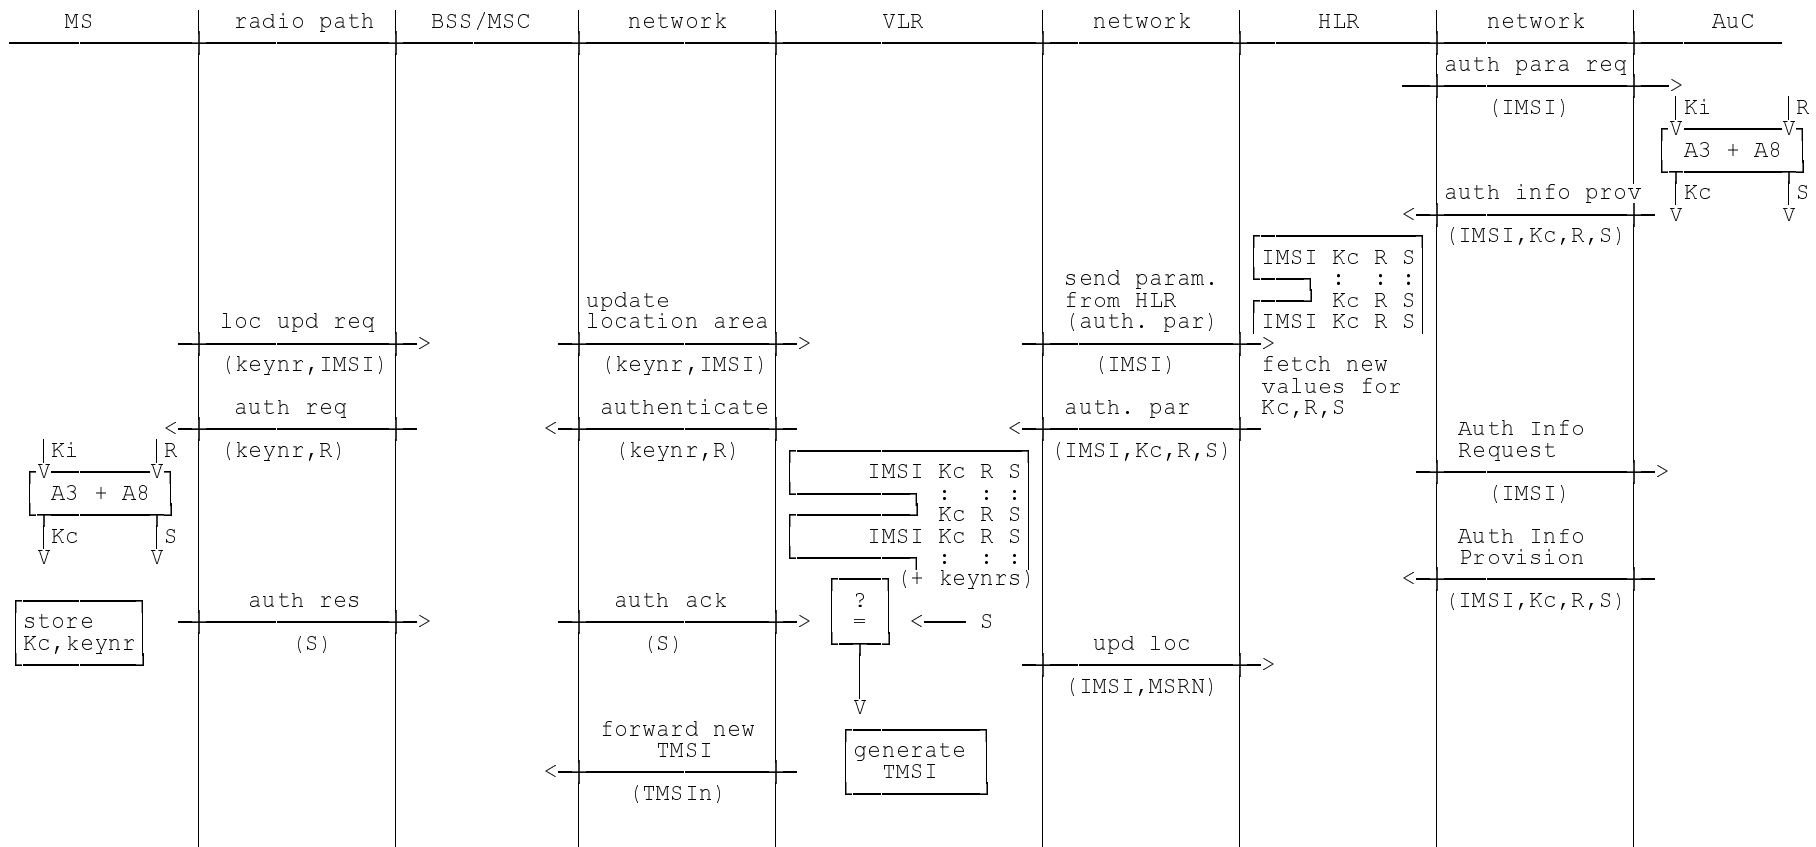 MS radio path BSS/MSC network VLR network HLR network AuC
auth para req
(IMSI) Ki R
V V
A3 + A8
auth info prov Kc S
< V V
(IMSI,Kc,R,S)
IMSI Kc R S
send param. : : :
update from HLR Kc R S
loc upd req location area (auth. par) IMSI Kc R S
> > >
(keynr,IMSI) (keynr,IMSI) (IMSI) fetch new
values for
auth req authenticate auth. par Kc,R,S
< < < Auth Info
Ki R (keynr,R) (keynr,R) (IMSI,Kc,R,S) Request
V V IMSI Kc R S >
A3 + A8 : : : (IMSI)
Kc R S
Kc S IMSI Kc R S Auth Info
V V : : : Provision
(+ keynrs) <
auth res auth ack ? (IMSI,Kc,R,S)
store > > = < S
Kc,keynr (S) (S) upd loc
>
(IMSI,MSRN)
V
forward new
TMSI generate
< TMSI
(TMSIn)